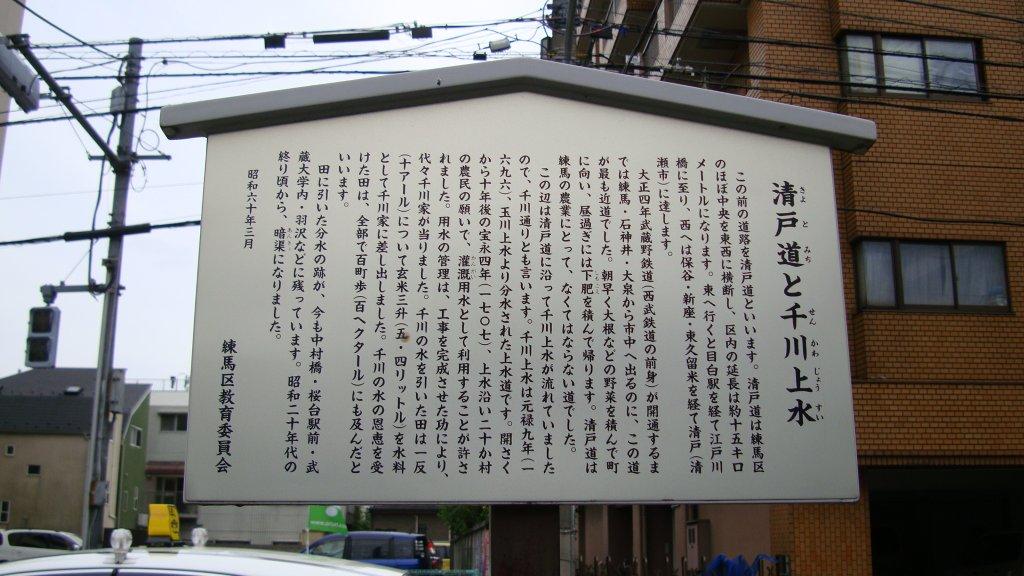 清戸道と千川上水
きよとみち
せんかわじょうすい
この前の道路を清戸道といいます。清戸道は練馬区
のほぼ中央を東西に横断し、区内の延長は約十五キロ
メートルになります。東へ行くと目白駅を経て江戸川
橋に至り、西へは保谷・新座・東久留米を経て清戸(清
瀬市)に達します。
大正四年武蔵野鉄道(西武鉄道の前身)が開通するま
では練馬・石神井・大泉から市中へ出るのに、この道
が最も近道でした。朝早く大根などの野菜を積んで町
に向い、昼過ぎには下肥を積んで帰ります。清戸道は
練馬の農業にとって、なくてはならない道でした。
この辺は清戸道に沿って千川上水が流れていました
ので、千川通りとも言います。千川上水は元禄九年(一
六九六)、玉川上水より分水された上水道です。開さく
から十年後の宝永四年(一七〇七)、上水沿い二十か村
の農民の願いで、灌漑用水として利用することが許さ
れました。用水の管理は、工事を完成させた功により、
代々千川家が当りました。千川の水を引いた田は一反
(十アール)について玄米三升(五・四リットル)を水料
として千川家に差し出しました。千川の水の恩恵を受
けた田は、全部で百町歩(百ヘクタール)にも及んだと
いいます。
田に引いた分水の跡が、今も中村橋・桜台駅前・武
蔵大学内・羽沢などに残っています。昭和二十年代の
終り頃から、暗渠になりました。
昭和六十年三月
練馬区教育委員会